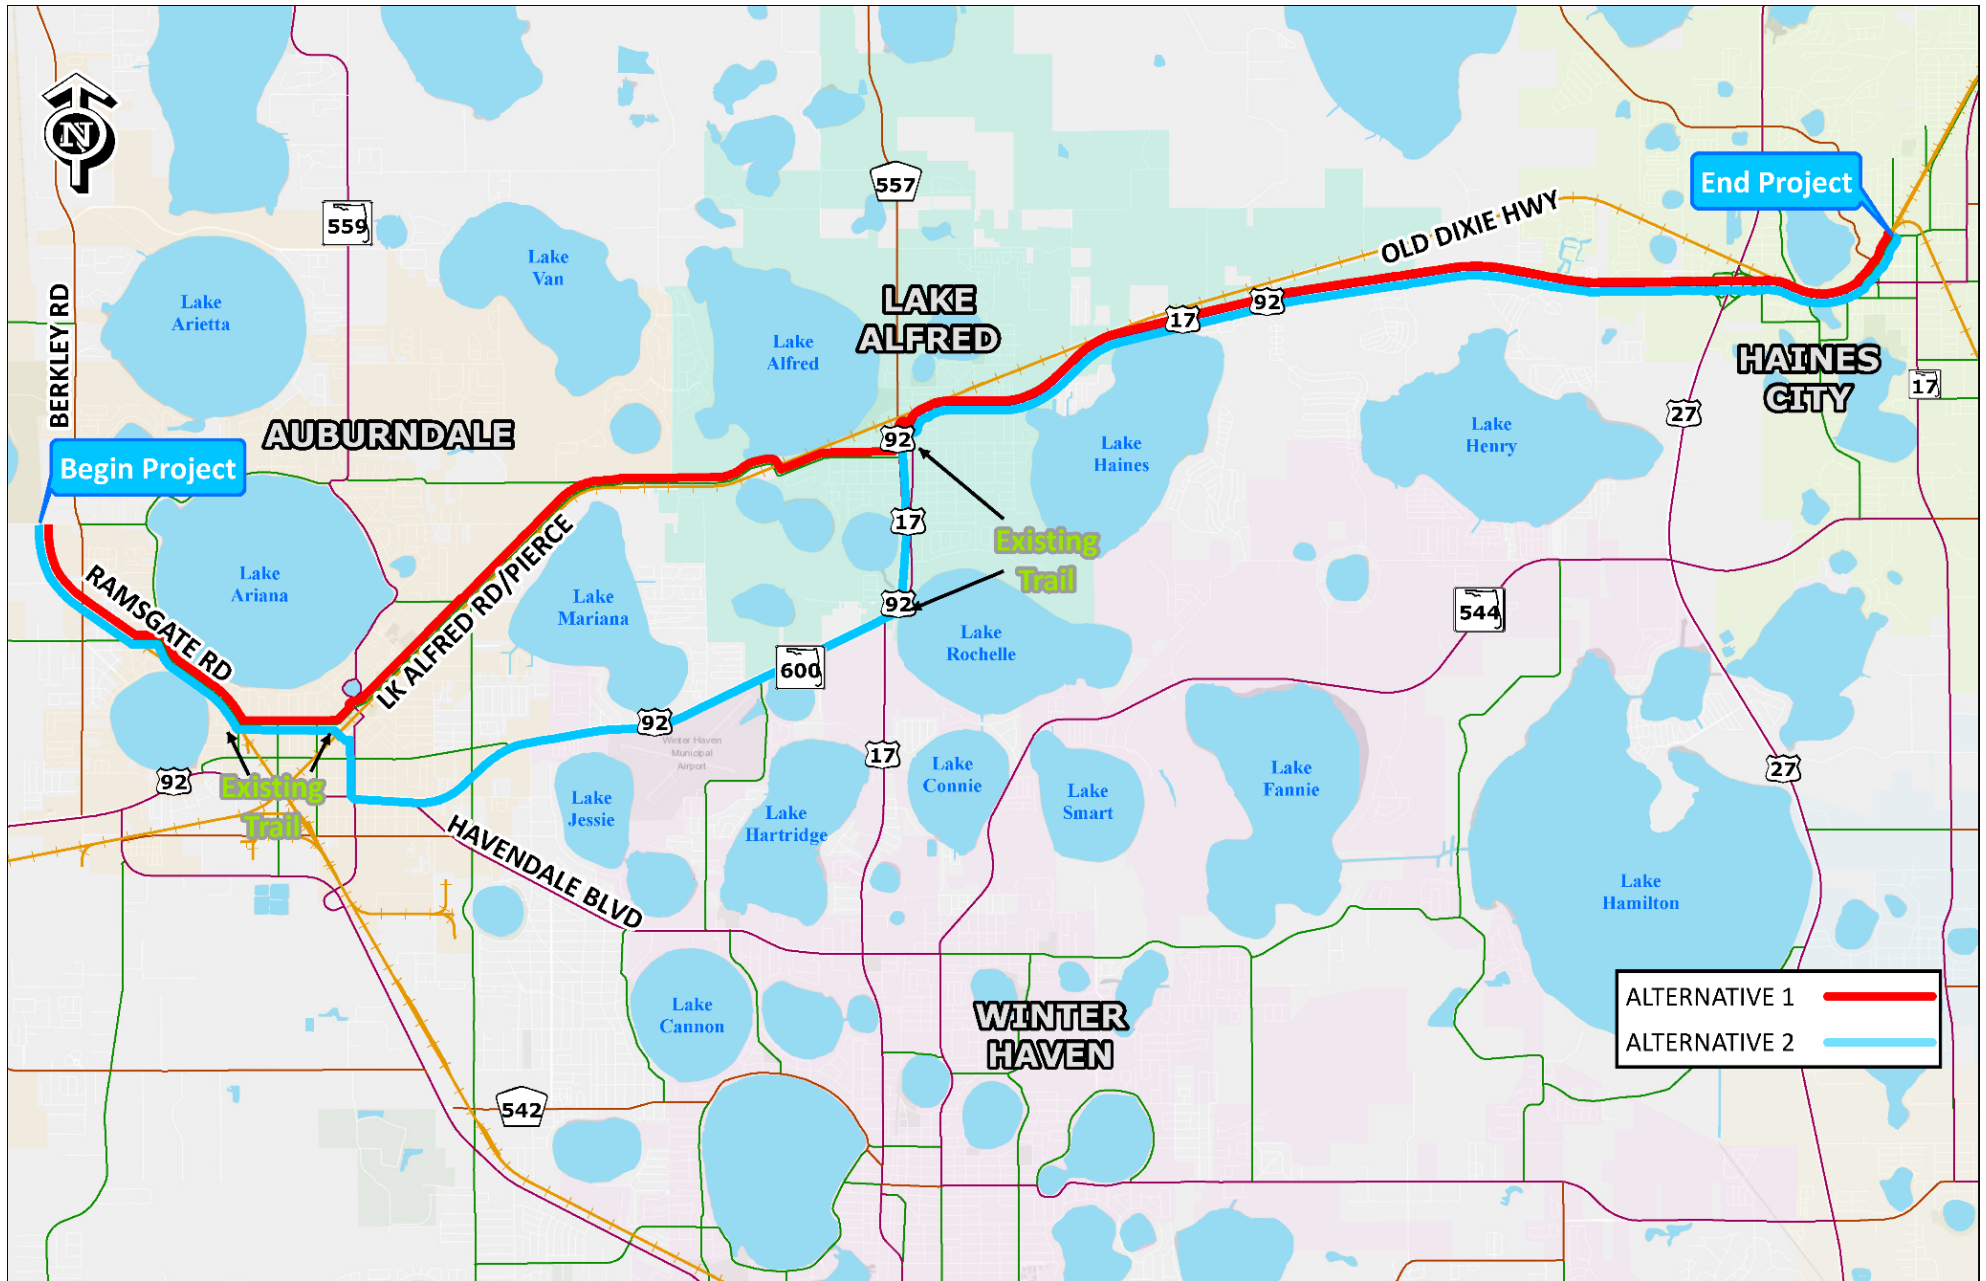 N
559
557
End Project
OLD DIXIE HWY
BERKLEY RD
Lake
Arietta
Lake
Van
LAKE
ALFRED
Lake
Alfred
17
92
HAINES
CITY
17
27
AUBURNDALE
92
Lake
Haines
Lake
Henry
Begin Project
17
Existing
Trail
LK ALFRED RD/PIERCE
RAMSGATE RD
Lake
Ariana
Lake
Mariana
92
544
Lake
Rochelle
600
92
Winter Haven
Municipal
Airport
17
92
Existing
Trail
Lake
Jessie
Lake
Hartridge
Lake
Connie
Lake
Smart
Lake
Fannie
27
HAVENDALE BLVD
Lake
Hamilton
Lake
Cannon
WINTER
HAVEN
542
ALTERNATIVE 1
ALTERNATIVE 2